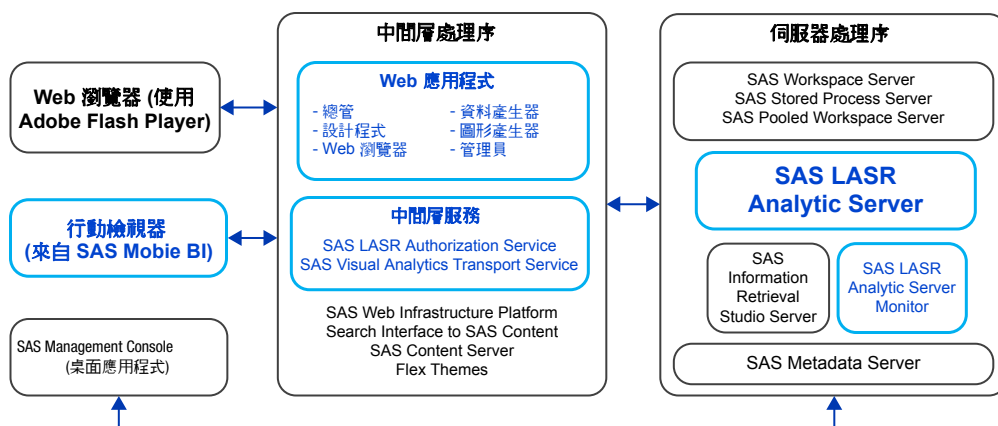 Web 瀏覽器 (使用
Adobe Flash Player)
行動檢視器
(來自 SAS Mobie BI)
SAS Management Console
(桌面應用程式)
中間層處理序
Web 應用程式
- 總管
- 設計程式
- Web 瀏覽器
- 資料產生器
- 圖形產生器
- 管理員
中間層服務
SAS LASR Authorization Service
SAS Visual Analytics Transport Service
SAS Web Infrastructure Platform
Search Interface to SAS Content
SAS Content Server
Flex Themes
伺服器處理序
SAS Workspace Server
SAS Stored Process Server
SAS Pooled Workspace Server
SAS LASR
Analytic Server
SAS
Information
Retrieval
Studio Server
SAS LASR
Analytic Server
Monitor
SAS Metadata Server